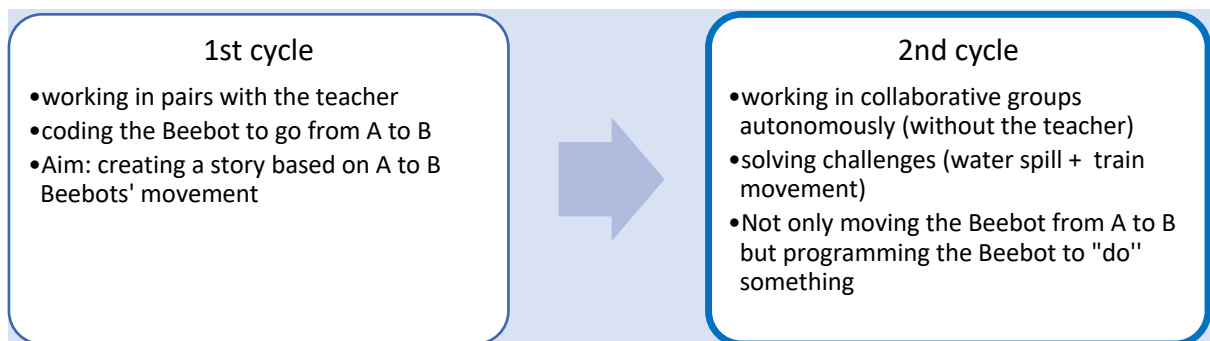 1st cycle
•working in pairs with the teacher
•coding the Beebot to go from A to B
•Aim: creating a story based on A to B
Beebots' movement
2nd cycle
•working in collaborative groups
autonomously (without the teacher)
•solving challenges (water spill + train
movement)
•Not only moving the Beebot from A to B
but programming the Beebot to "do''
something